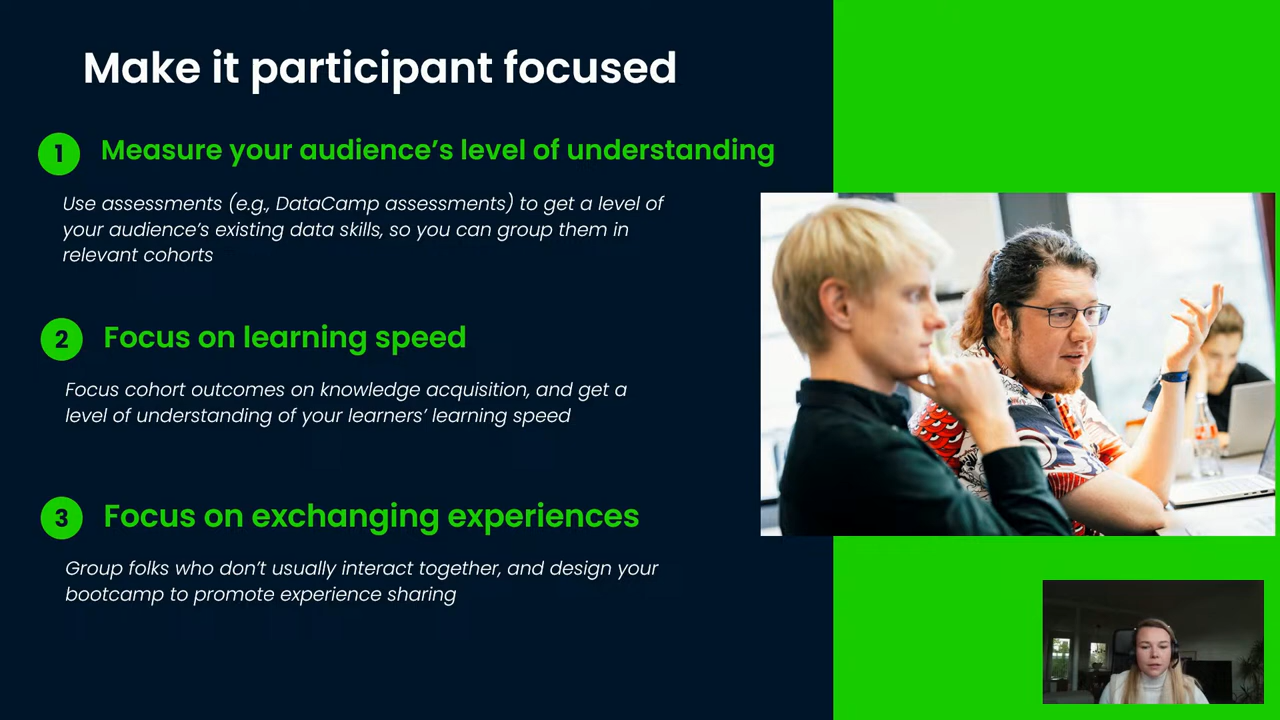 Make it participant focused
1 Measure your audience's level of understanding
Use assessments (e.g., DataCamp assessments) to get a level of
your audience's existing data skills, so you can group them in
relevant cohorts
2 Focus on learning speed
Focus cohort outcomes on knowledge acquisition, and get a
level of understanding of your learners' learning speed
3 Focus on exchanging experiences
Group folks who don't usually interact together, and design your
bootcamp to promote experience sharing